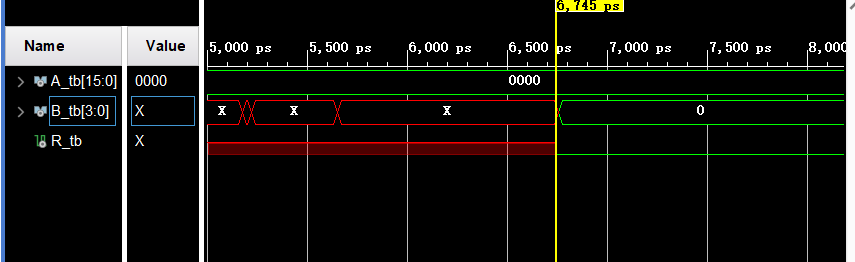 6,745 ps
Name Value
5,000 ps 5,500 ps 6,000 ps 6,500 ps 7,000 ps 7,500 ps 8,000
A_tb[15:0] 0000 0000
B_tb[3:0] X X X X 0
R_tb X